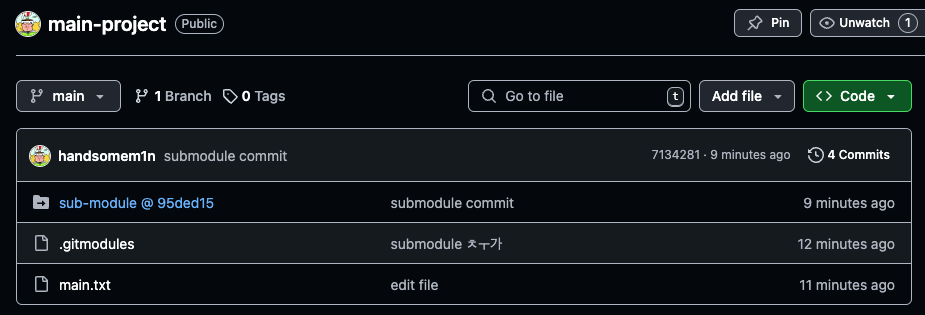 main-project Public Pin Unwatch 1
main 1 Branch 0 Tags Go to file t Add file Code
handsomem1n submodule commit 7134281 · 9 minutes ago 4 Commits
sub-module @ 95ded15 submodule commit 9 minutes ago
.gitmodules submodule ㅊㅜ가 12 minutes ago
main.txt edit file 11 minutes ago